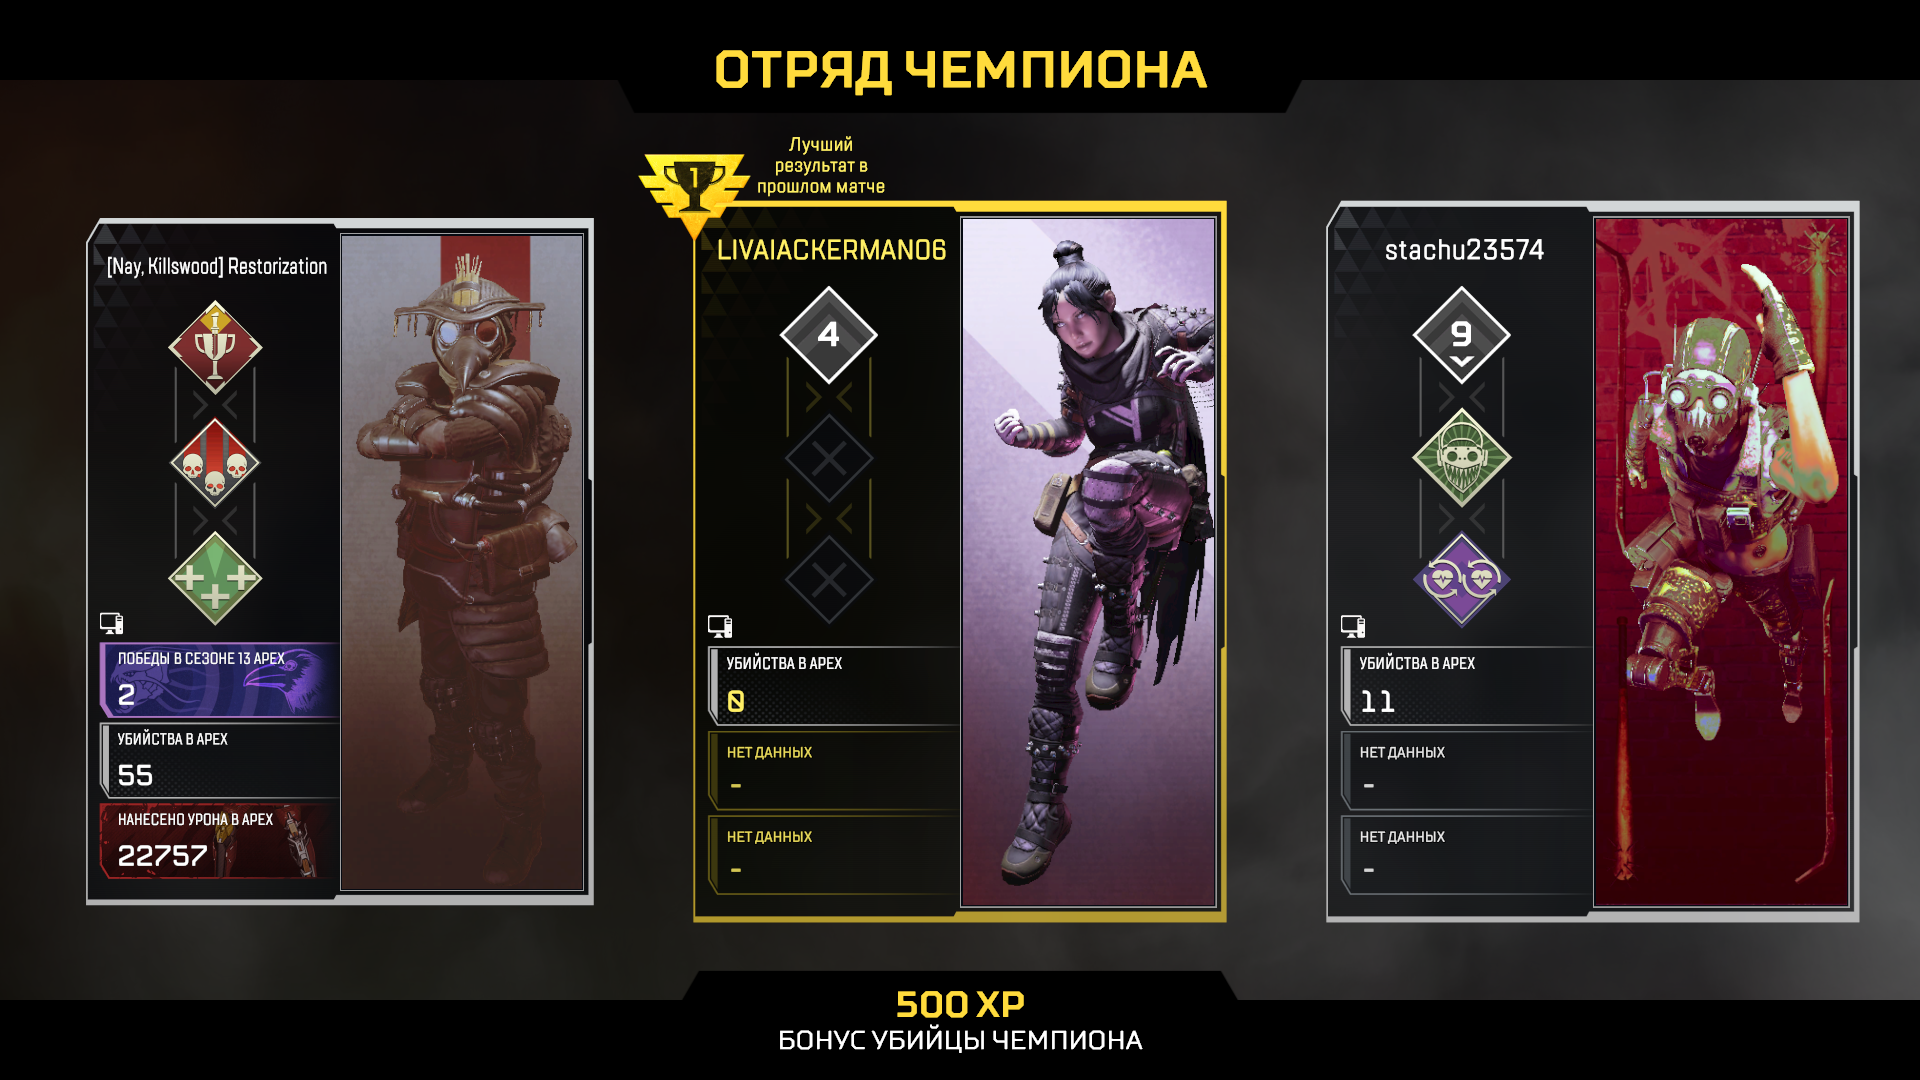 ОТРЯД ЧЕМПИОНА
Лучший
результат в
прошлом матче
1
[Nay, Killswood] Restorization
1
ПОБЕДЫ В СЕЗОНЕ 13 APEX
2
УБИЙСТВА В APEX
55
НАНЕСЕНО УРОНА В APEX
22757
LIVAIACKERMAN06
4
УБИЙСТВА В APEX
0
НЕТ ДАННЫХ
-
НЕТ ДАННЫХ
-
stachu23574
9
УБИЙСТВА В APEX
11
НЕТ ДАННЫХ
-
НЕТ ДАННЫХ
-
500 XP
БОНУС УБИЙЦЫ ЧЕМПИОНА